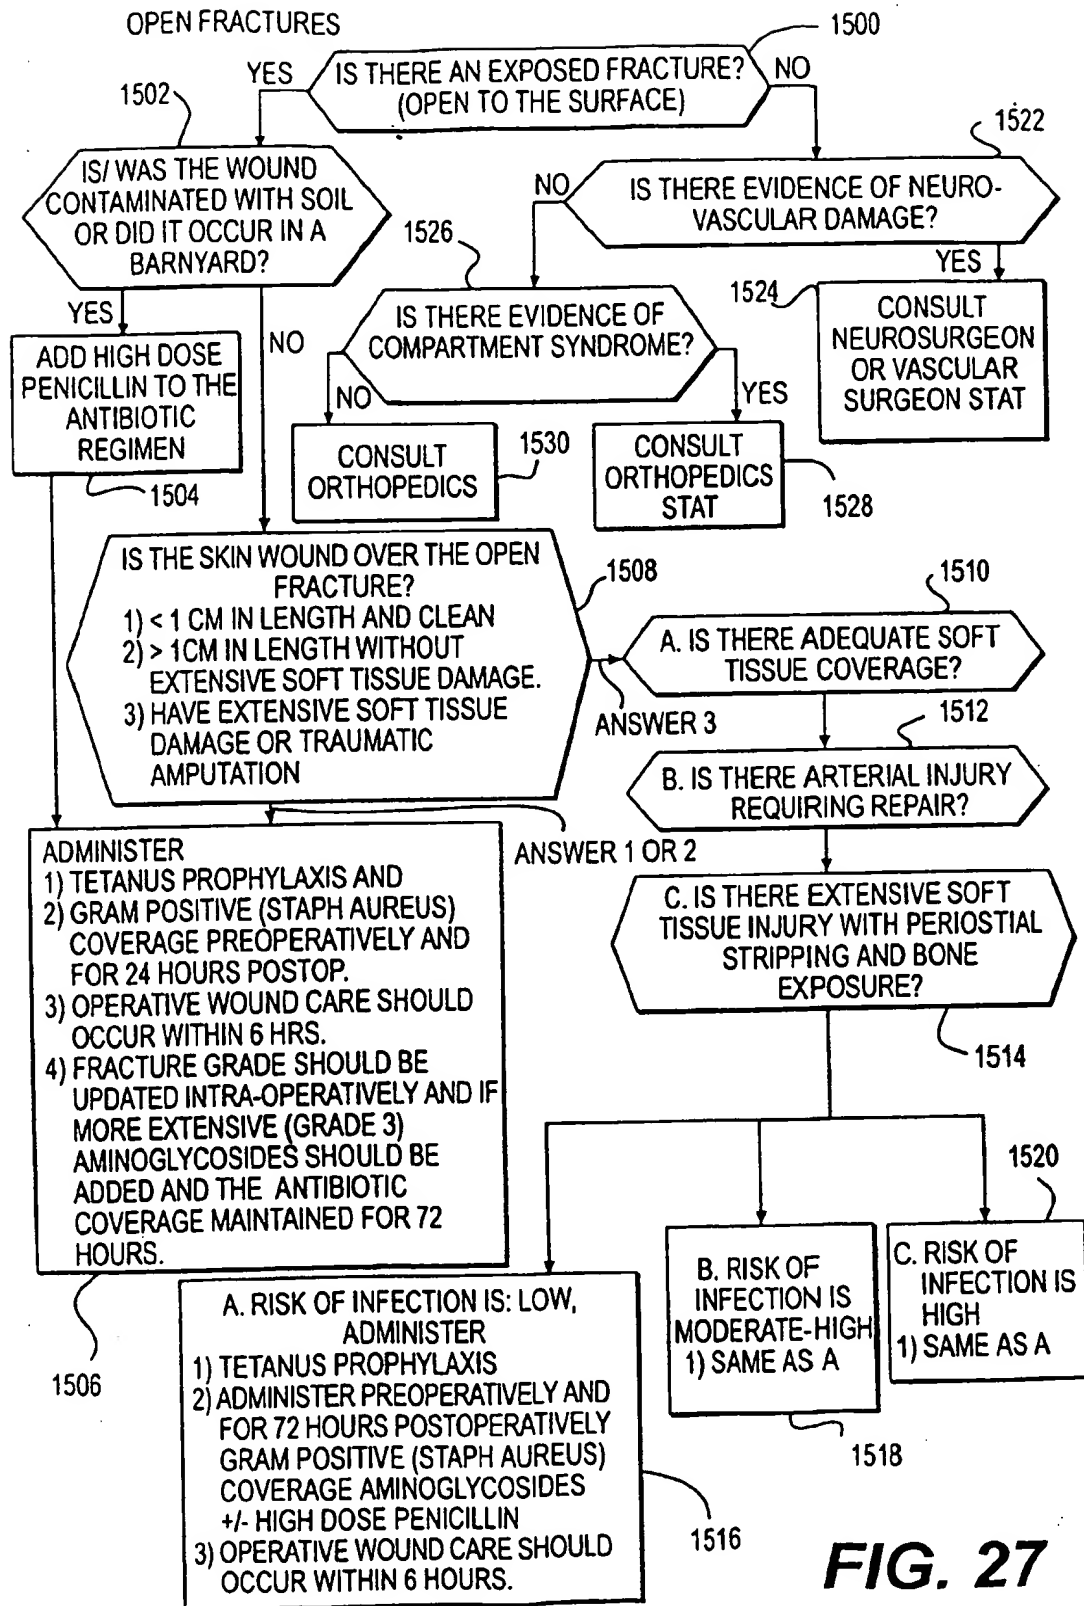 OPEN FRACTURES
1500
IS THERE AN EXPOSED FRACTURE?
(OPEN TO THE SURFACE)
YES
NO
1502
IS/ WAS THE WOUND
CONTAMINATED WITH SOIL
OR DID IT OCCUR IN A
BARNYARD?
1522
IS THERE EVIDENCE OF NEURO-
VASCULAR DAMAGE?
NO
YES
1526
IS THERE EVIDENCE OF
COMPARTMENT SYNDROME?
1524
CONSULT
NEUROSURGEON
OR VASCULAR
SURGEON STAT
YES
NO
ADD HIGH DOSE
PENICILLIN TO THE
ANTIBIOTIC
REGIMEN
1504
NO
YES
CONSULT
ORTHOPEDICS
1530
CONSULT
ORTHOPEDICS
STAT
1528
IS THE SKIN WOUND OVER THE OPEN
FRACTURE?
1) < 1 CM IN LENGTH AND CLEAN
2) > 1CM IN LENGTH WITHOUT
EXTENSIVE SOFT TISSUE DAMAGE.
3) HAVE EXTENSIVE SOFT TISSUE
DAMAGE OR TRAUMATIC
AMPUTATION
1508
ANSWER 3
1510
A. IS THERE ADEQUATE SOFT
TISSUE COVERAGE?
1512
B. IS THERE ARTERIAL INJURY
REQUIRING REPAIR?
ANSWER 1 OR 2
C. IS THERE EXTENSIVE SOFT
TISSUE INJURY WITH PERIOSTIAL
STRIPPING AND BONE
EXPOSURE?
1514
ADMINISTER
1) TETANUS PROPHYLAXIS AND
2) GRAM POSITIVE (STAPH AUREUS)
COVERAGE PREOPERATIVELY AND
FOR 24 HOURS POSTOP.
3) OPERATIVE WOUND CARE SHOULD
OCCUR WITHIN 6 HRS.
4) FRACTURE GRADE SHOULD BE
UPDATED INTRA-OPERATIVELY AND IF
MORE EXTENSIVE (GRADE 3)
AMINOGLYCOSIDES SHOULD BE
ADDED AND THE ANTIBIOTIC
COVERAGE MAINTAINED FOR 72
HOURS.
1506
A. RISK OF INFECTION IS: LOW,
ADMINISTER
1) TETANUS PROPHYLAXIS
2) ADMINISTER PREOPERATIVELY AND
FOR 72 HOURS POSTOPERATIVELY
GRAM POSITIVE (STAPH AUREUS)
COVERAGE AMINOGLYCOSIDES
+/- HIGH DOSE PENICILLIN
3) OPERATIVE WOUND CARE SHOULD
OCCUR WITHIN 6 HOURS.
1516
B. RISK OF
INFECTION IS
MODERATE-HIGH
1) SAME AS A
1518
1520
C. RISK OF
INFECTION IS
HIGH
1) SAME AS A
FIG. 27